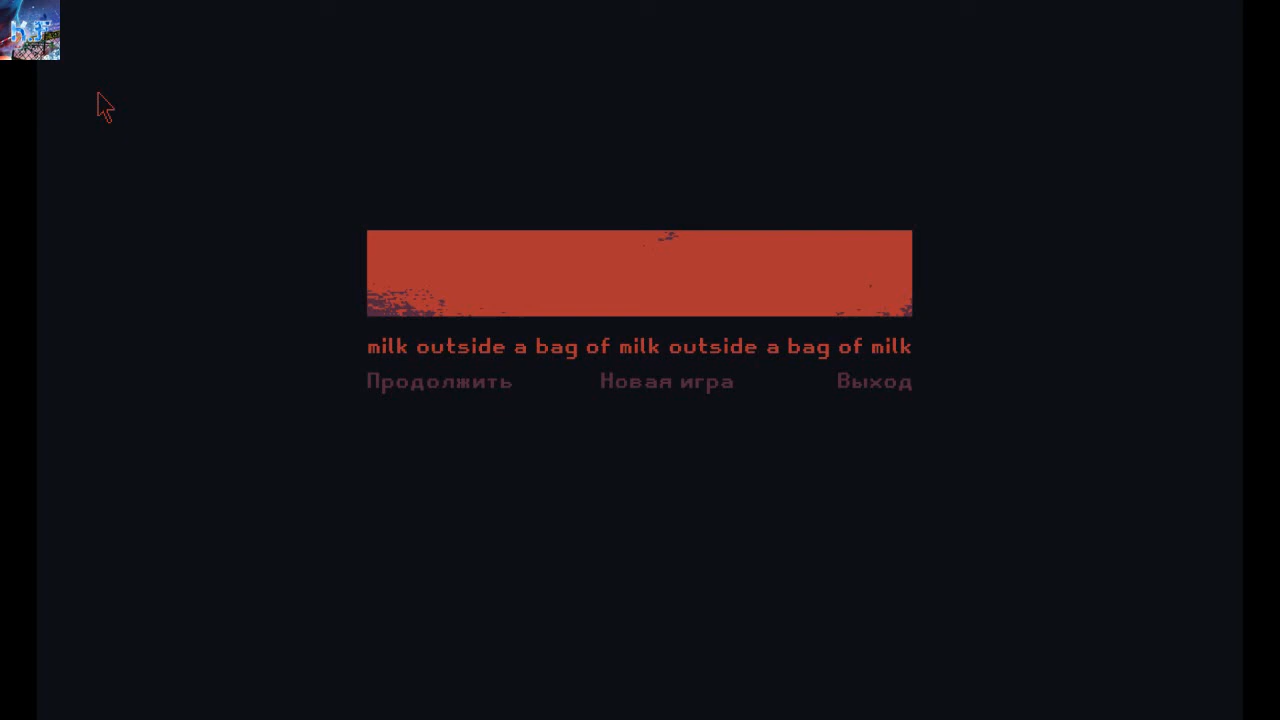 milk outside a bag of milk outside a bag of milk
Продолжить Новая игра Выход